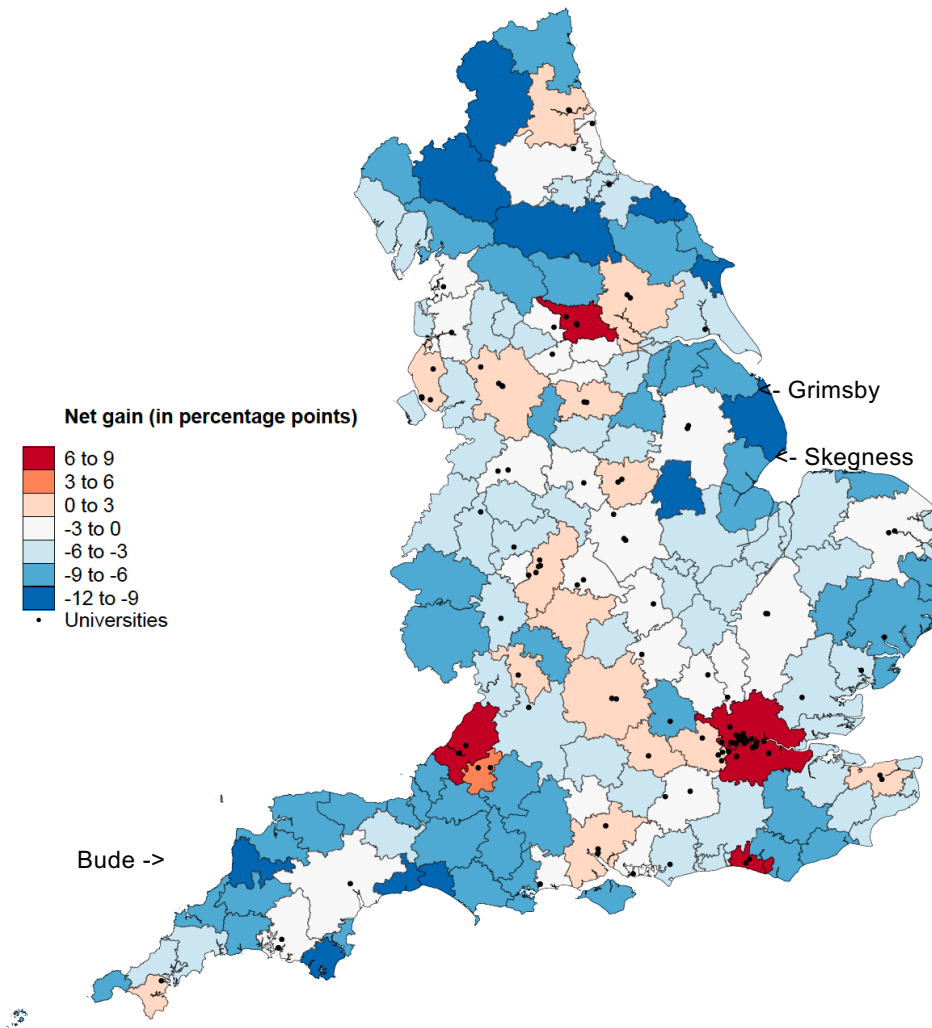 <- Grimsby
Net gain (in percentage points)
<- Skegness
6 to 9
3 to 6
0 to 3
-3 to 0
-6 to -3
-9 to -6
-12 to -9
Universities
Bude ->